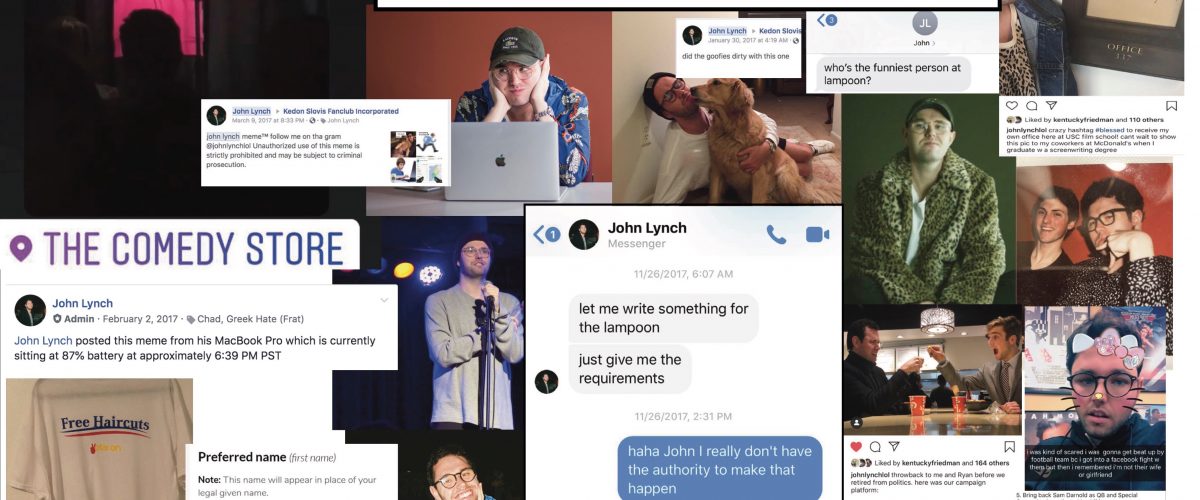 John Lynch ▸ Kedon Slovis
January 30, 2017 at 4:19 AM ·
did the goofies dirty with this one
3
JL
John >
who's the funniest person at
lampoon?
OFFICE
Liked by kentuckyfriedman and 110 others
johnlynchlol crazy hashtag #blessed to receive my
own office here at USC film school! cant wait to show
this pic to my coworkers at McDonald's when I
graduate w a screenwriting degree
John Lynch ▸ Kedon Slovis Fanclub Incorporated
March 9, 2017 at 8:33 PM · John Lynch
john lynch meme™ follow me on tha gram
@johnlynchlol Unauthorized use of this meme is
strictly prohibited and may be subject to criminal
prosecution.
THE COMEDY STORE
John Lynch
Admin · February 2, 2017 · Chad, Greek Hate (Frat)
John Lynch posted this meme from his MacBook Pro which is currently
sitting at 87% battery at approximately 6:39 PM PST
Free Haircuts
Preferred name (first name)
Note: This name will appear in place of your
legal given name.
1
John Lynch
Messenger
11/26/2017, 6:07 AM
let me write something for
the lampoon
just give me the
requirements
11/26/2017, 2:31 PM
haha John I really don't have
the authority to make that
happen
Liked by kentuckyfriedman and 164 others
johnlynchlol throwback to me and Ryan before we
retired from politics. here was our campaign
platform:
i was kind of scared i was gonna get beat up by
football team bc i got into a facebook fight w
them but then i remembered i'm not their wife
or girlfriend
5. Bring back Sam Darnold as QB and Special